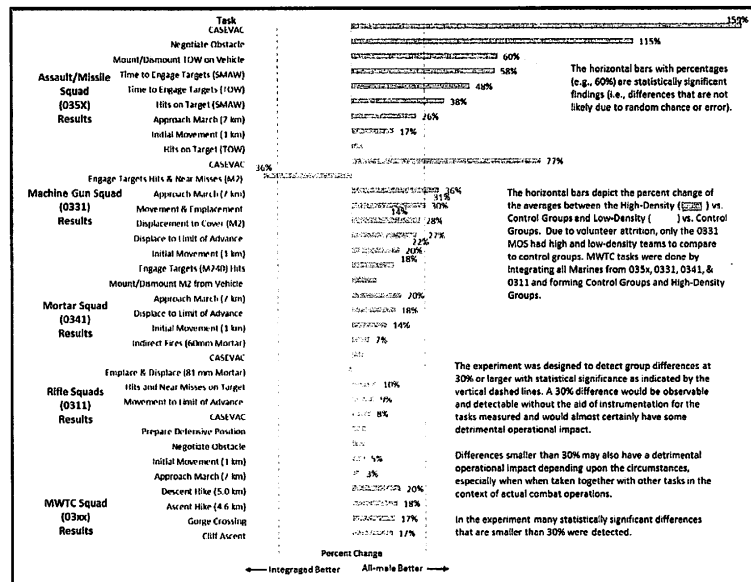 Task
CASEVAC 159%
Negotiate Obstacle 115%
Mount/Dismount TOW on Vehicle 60%
Assault/Missile Squad (035X) Results
Time to Engage Targets (SMAW) 58%
Time to Engage Targets (TOW) 48%
Hits on Target (SMAW) 38%
Approach March (7 km) 26%
Initial Movement (1 km) 17%
Hits on Target (TOW)
The horizontal bars with percentages
(e.g., 60%) are statistically significant
findings (i.e., differences that are not
likely due to random chance or error).
CASEVAC 77%
36%
Engage Targets Hits & Near Misses (M2)
Machine Gun Squad
(0331)
Results
Approach March (7 km) 36%
31%
Movement & Emplacement 30%
14%
Displacement to Cover (M2) 28%
Displace to Limit of Advance 27%
22%
Initial Movement (1 km) 20%
18%
Engage Targets (M240) Hits
Mount/Dismount M2 from Vehicle
The horizontal bars depict the percent change
of the averages between the High-Density ( ) vs.
Control Groups and Low-Density ( ) vs. Control
Groups. Due to volunteer attrition, only the 0331
MOS had high and low-density teams to compare
to control groups. MWTC tasks were done by
Integrating all Marines from 035x, 0331, 0341, &
0311 and forming Control Groups and High-Density
Groups.
Mortar Squad
(0341)
Results
Approach March (7 km) 20%
Displace to Limit of Advance 18%
Initial Movement (1 km) 14%
Indirect Fires (60mm Mortar) 7%
CASEVAC
Emplace & Displace (81 mm Mortar)
Rifle Squads
(0311)
Results
Hits and Near Misses on Target 10%
Movement to Limit of Advance 9%
CASEVAC 8%
Prepare Defensive Position
Negotiate Obstacle
Initial Movement (1 km) 5%
Approach March (7 km) 3%
MWTC Squad
(03xx)
Results
Descent Hike (5.0 km) 20%
Ascent Hike (4.6 km) 18%
Gorge Crossing 17%
Cliff Ascent 17%
The experiment was designed to detect group differences at
30% or larger with statistical significance as indicated by the
vertical dashed lines. A 30% difference would be observable
and detectable without the aid of instrumentation for the
tasks measured and would almost certainly have some
detrimental operational impact.
Differences smaller than 30% may also have a detrimental
operational impact depending upon the circumstances,
especially when when taken together with other tasks in the
context of actual combat operations.
In the experiment many statistically significant differences
that are smaller than 30% were detected.
Percent Change
Integraged Better All-male Better